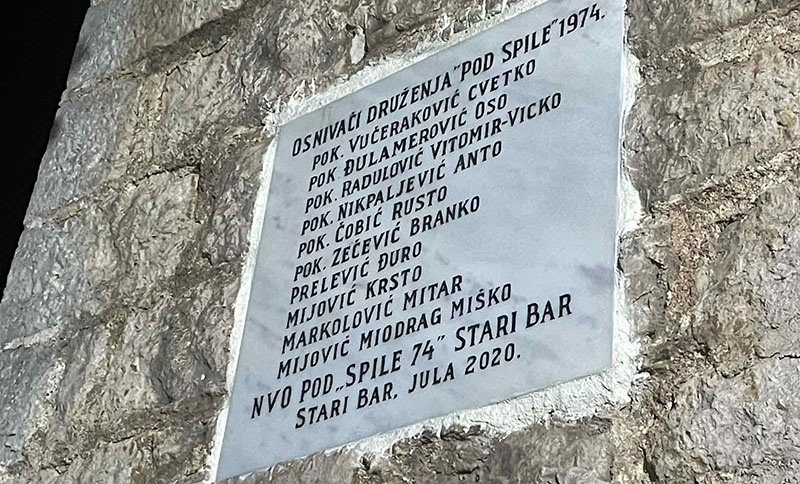 OSNIVAČI DRUŽENJA "POD SPILE" 1974.
POK. VUČERAKOVIĆ CVETKO
POK ĐULAMEROVIĆ OSO
POK. RADULOVIĆ VITOMIR-VICKO
POK. NIKPALJEVIĆ ANTO
POK. ČOBIĆ RUSTO
POK. ZEČEVIĆ BRANKO
PRELEVIĆ ĐURO
MIJOVIĆ KRSTO
MARKOLOVIĆ MITAR
MIJOVIĆ MIODRAG MIŠKO
NVO POD „SPILE 74" STARI BAR
STARI BAR, JULA 2020.